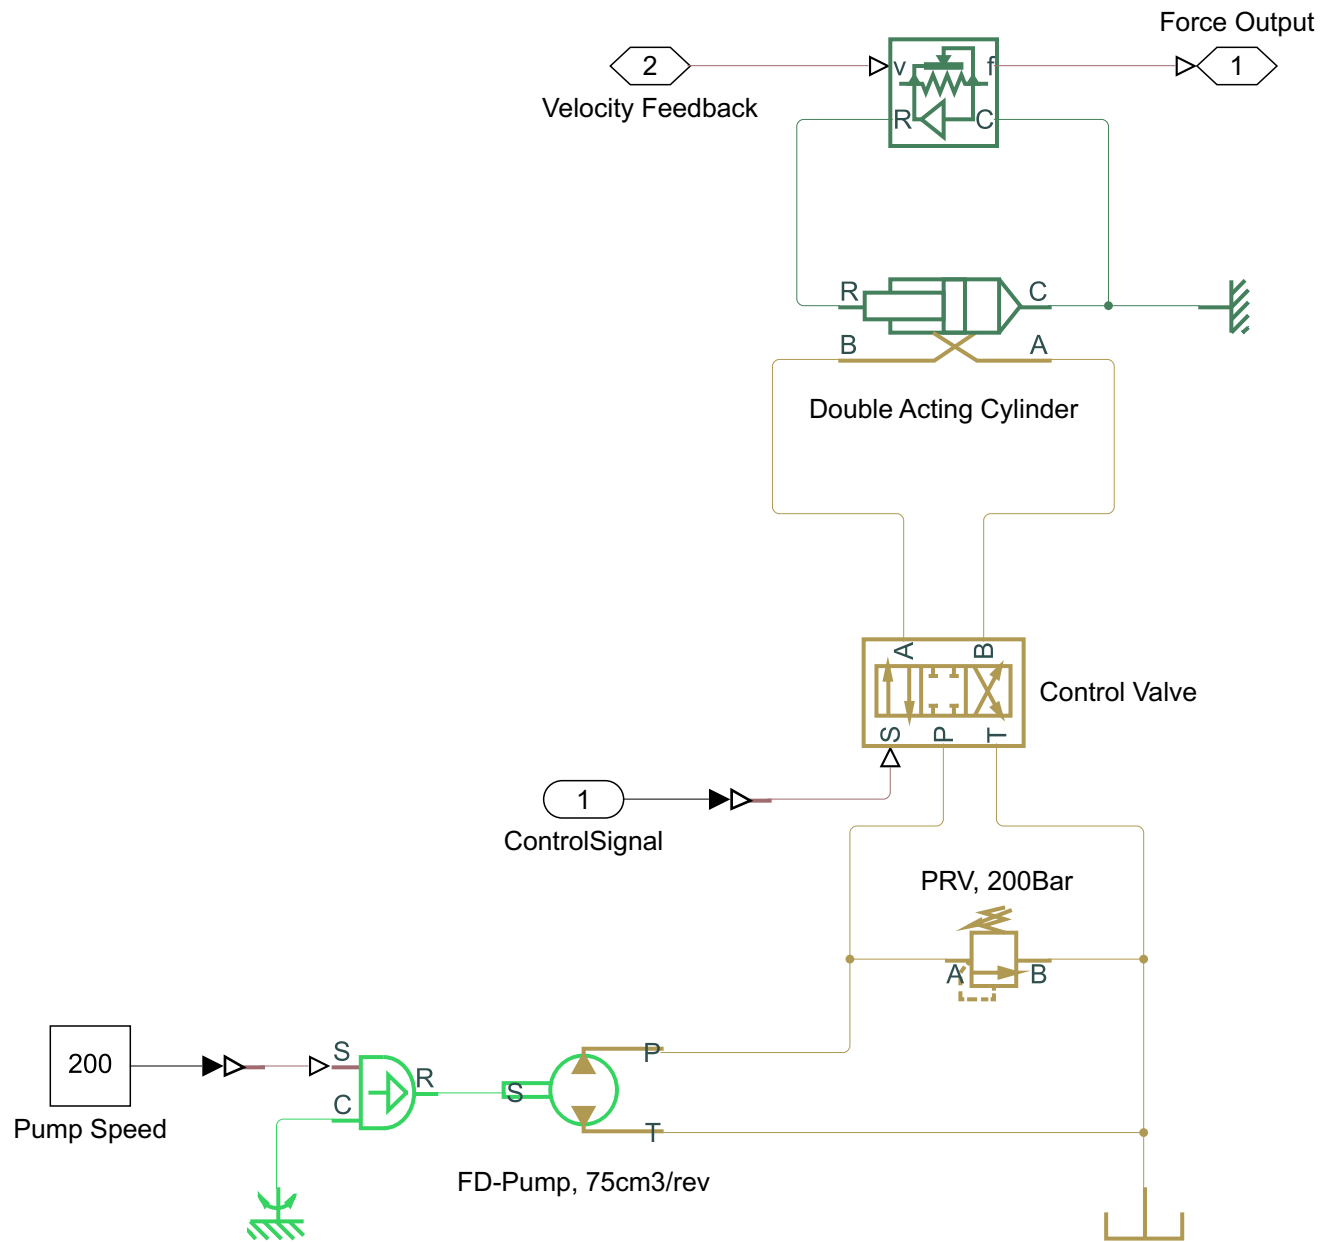 Force Output
2
v
f
1
Velocity Feedback
R
C
R
C
B
A
Double Acting Cylinder
A
B
Control Valve
S
P
T
1
ControlSignal
PRV, 200Bar
A
B
200
S
R
P
S
C
Pump Speed
T
FD-Pump, 75cm3/rev